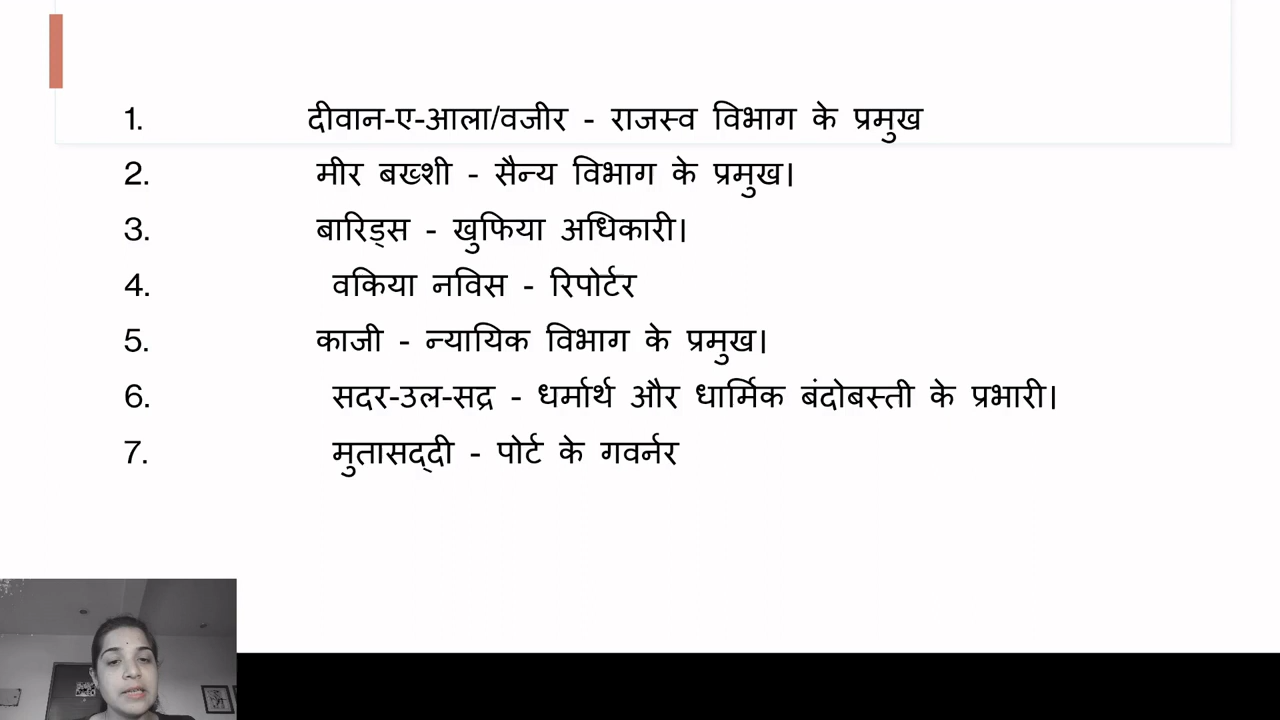 1. दीवान-ए-आला/वजीर - राजस्व विभाग के प्रमुख
2. मीर बख्शी - सैन्य विभाग के प्रमुख।
3. बारिड्स - खुफिया अधिकारी।
4. वकिया नविस - रिपोर्टर
5. काजी - न्यायिक विभाग के प्रमुख।
6. सदर-उल-सद्र - धर्मार्थ और धार्मिक बंदोबस्ती के प्रभारी।
7. मुतासद्दी - पोर्ट के गवर्नर